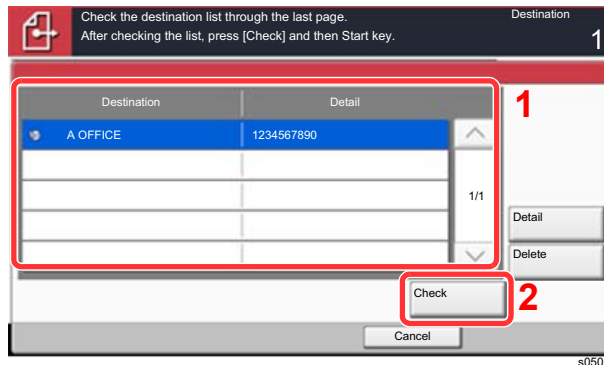 Check the destination list through the last page.
After checking the list, press [Check] and then Start key.
Destination
1
Destination Detail
1
A OFFICE 1234567890
1/1
Detail
Delete
Check
2
Cancel
s050